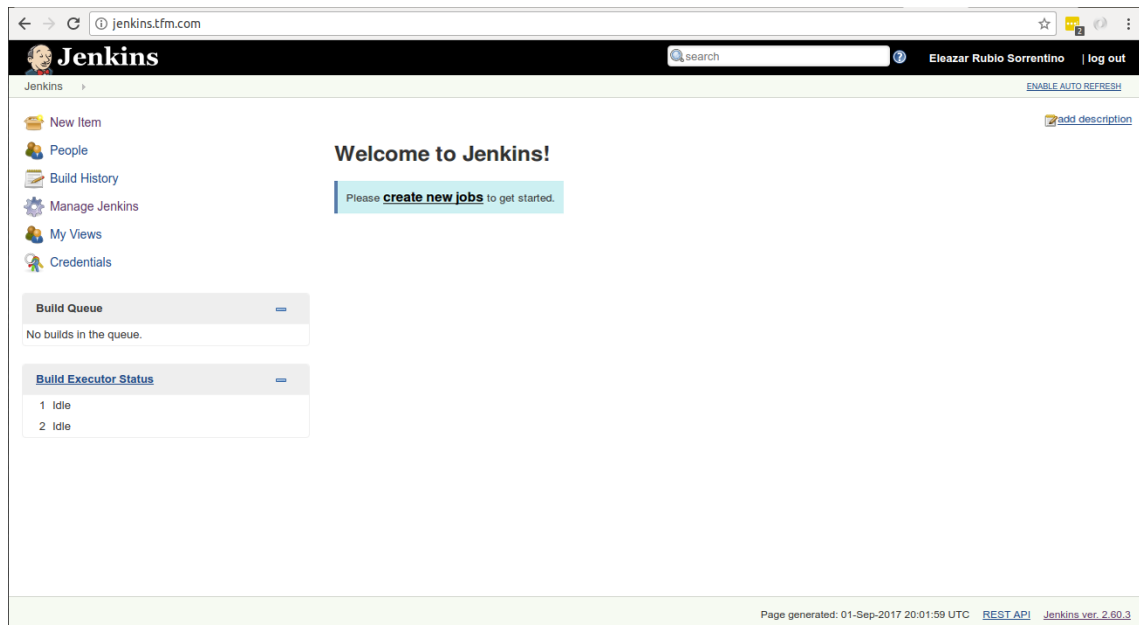 jenkins.tfm.com
2
Jenkins
search
Eleazar Rubio Sorrentino | log out
Jenkins
ENABLE AUTO REFRESH
New Item
add description
People
Build History
Manage Jenkins
My Views
Credentials
Welcome to Jenkins!
Please create new jobs to get started.
Build Queue
No builds in the queue.
Build Executor Status
1 Idle
2 Idle
Page generated: 01-Sep-2017 20:01:59 UTC REST API Jenkins ver. 2.60.3